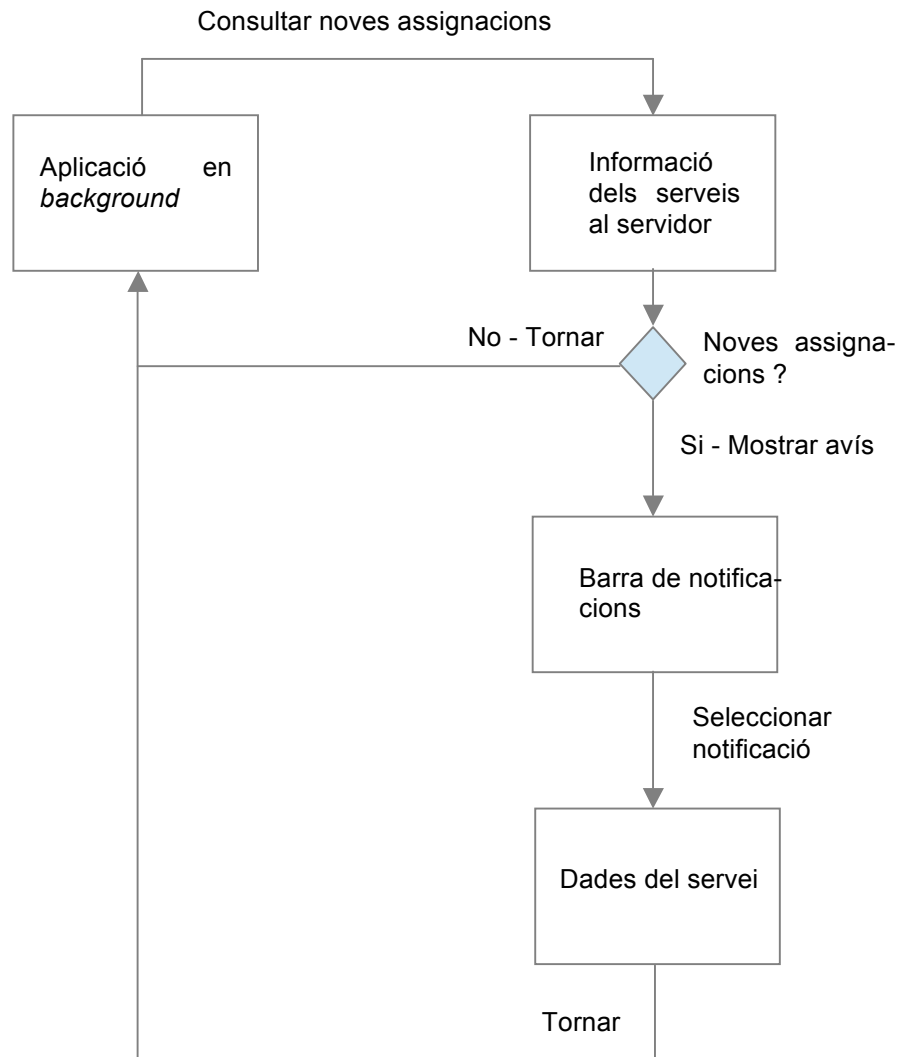 Consultar noves assignacions
Aplicació en
background
Informació
dels serveis
al servidor
No - Tornar
Noves assigna-
cions ?
Si - Mostrar avís
Barra de notifica-
cions
Seleccionar
notificació
Dades del servei
Tornar